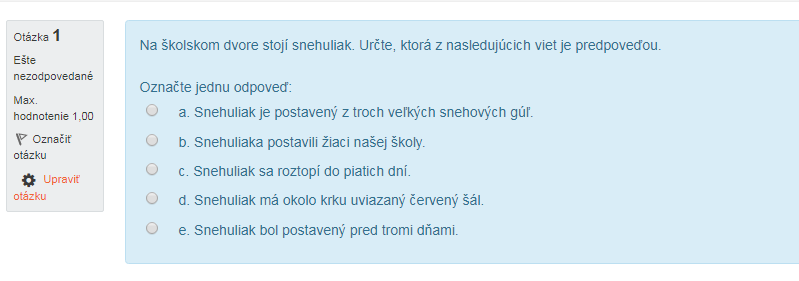 Otázka 1
Ešte
nezodpovedané
Max.
hodnotenie 1,00
Označiť
otázku
Upraviť
otázku
Na školskom dvore stojí snehuliak. Určte, ktorá z nasledujúcich viet je predpoveďou.
Označte jednu odpoveď:
a. Snehuliak je postavený z troch veľkých snehových gúľ.
b. Snehuliaka postavili žiaci našej školy.
c. Snehuliak sa roztopí do piatich dní.
d. Snehuliak má okolo krku uviazaný červený šál.
e. Snehuliak bol postavený pred tromi dňami.